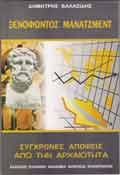 ΔΗΜΗΤΡΗΣ ΒΑΛΑΣΙΔΗΣ
ΞΕΝΟΦΩΝΤΟΣ
ΜΑΝΑΤΖΜΕΝΤ
ΣΥΓΧΡΟΝΕΣ ΑΠΟΨΕΙΣ
ΑΠΟ ΤΗΝ ΑΡΧΑΙΟΤΗΤΑ